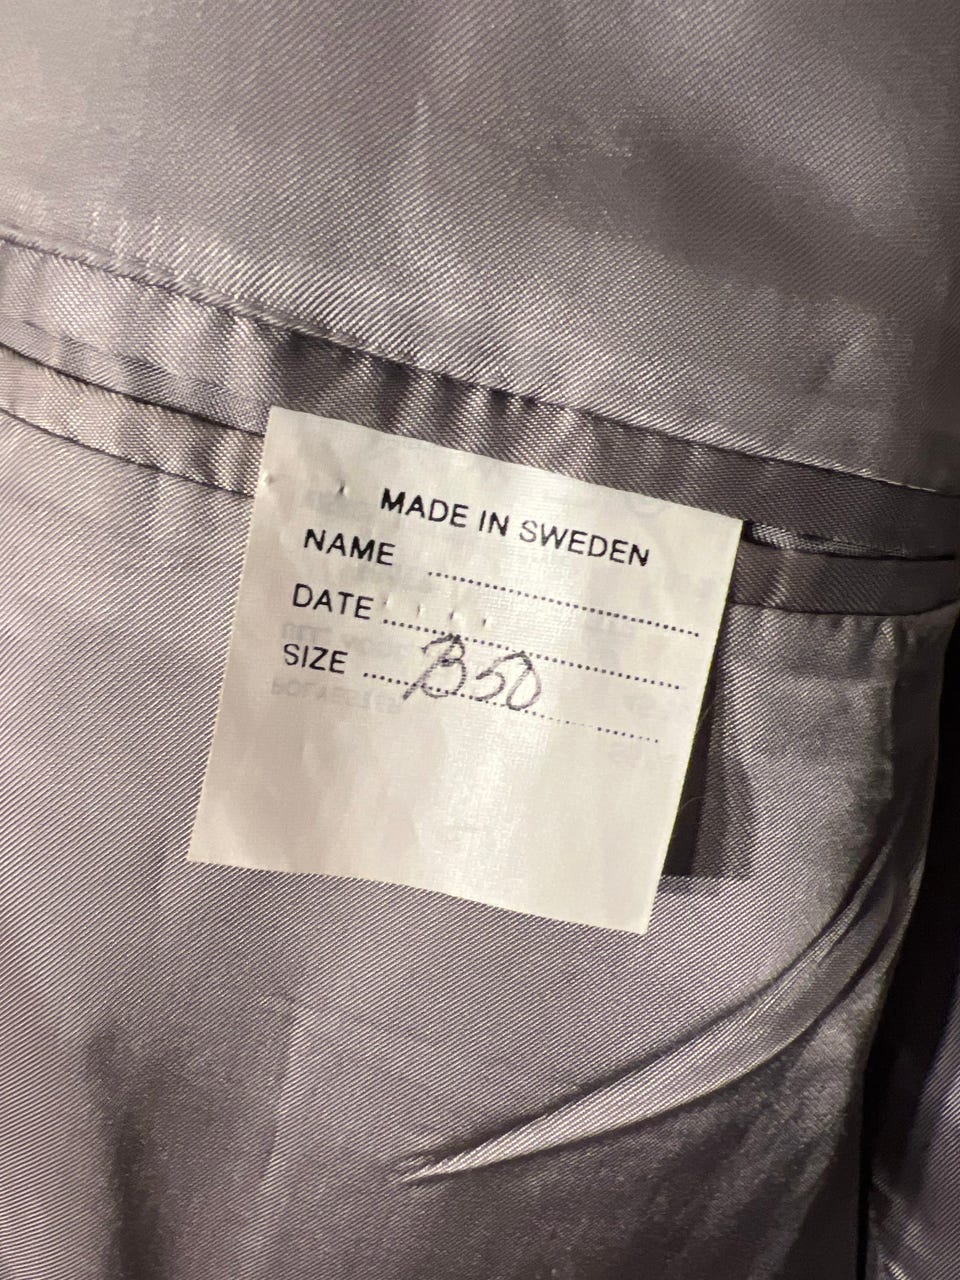 MADE IN SWEDEN
NAME ........................................
DATE ........................................
SIZE ....B50..............................